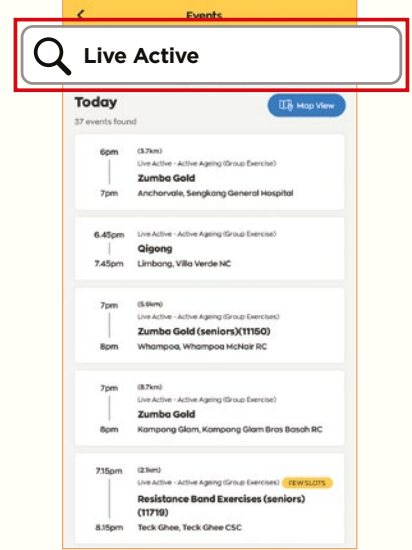 Events
Live Active
Today
Map View
37 events found
6pm
(3.7km)
Live Active - Active Ageing (Group Exercise)
Zumba Gold
7pm
Anchorvale, Sengkang General Hospital
6.45pm
Live Active - Active Ageing (Group Exercise)
Qigong
7.45pm
Limbang, Villa Verde NC
7pm
(5.6km)
Live Active - Active Ageing (Group Exercises)
Zumba Gold (seniors)(11150)
8pm
Whampoa, Whampoa McNair RC
7pm
(8.7km)
Live Active - Active Ageing (Group Exercise)
Zumba Gold
8pm
Kampong Glam, Kampong Glam Bras Basah RC
7.15pm
(2.1km)
Live Active - Active Ageing (Group Exercises)
FEW SLOTS
Resistance Band Exercises (seniors)
(11719)
8.15pm
Teck Ghee, Teck Ghee CSC